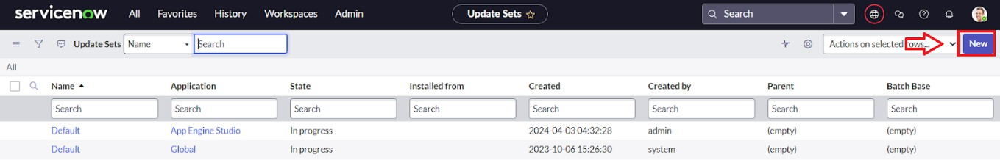 servicenow All Favorites History Workspaces Admin Update Sets Search
Update Sets Name Search Actions on selected rows... New
All
Name Application State Installed from Created Created by Parent Batch Base
Search Search Search Search Search Search Search Search
Default App Engine Studio In progress 2024-04-03 04:32:28 admin (empty) (empty)
Default Global In progress 2023-10-06 15:26:30 system (empty) (empty)